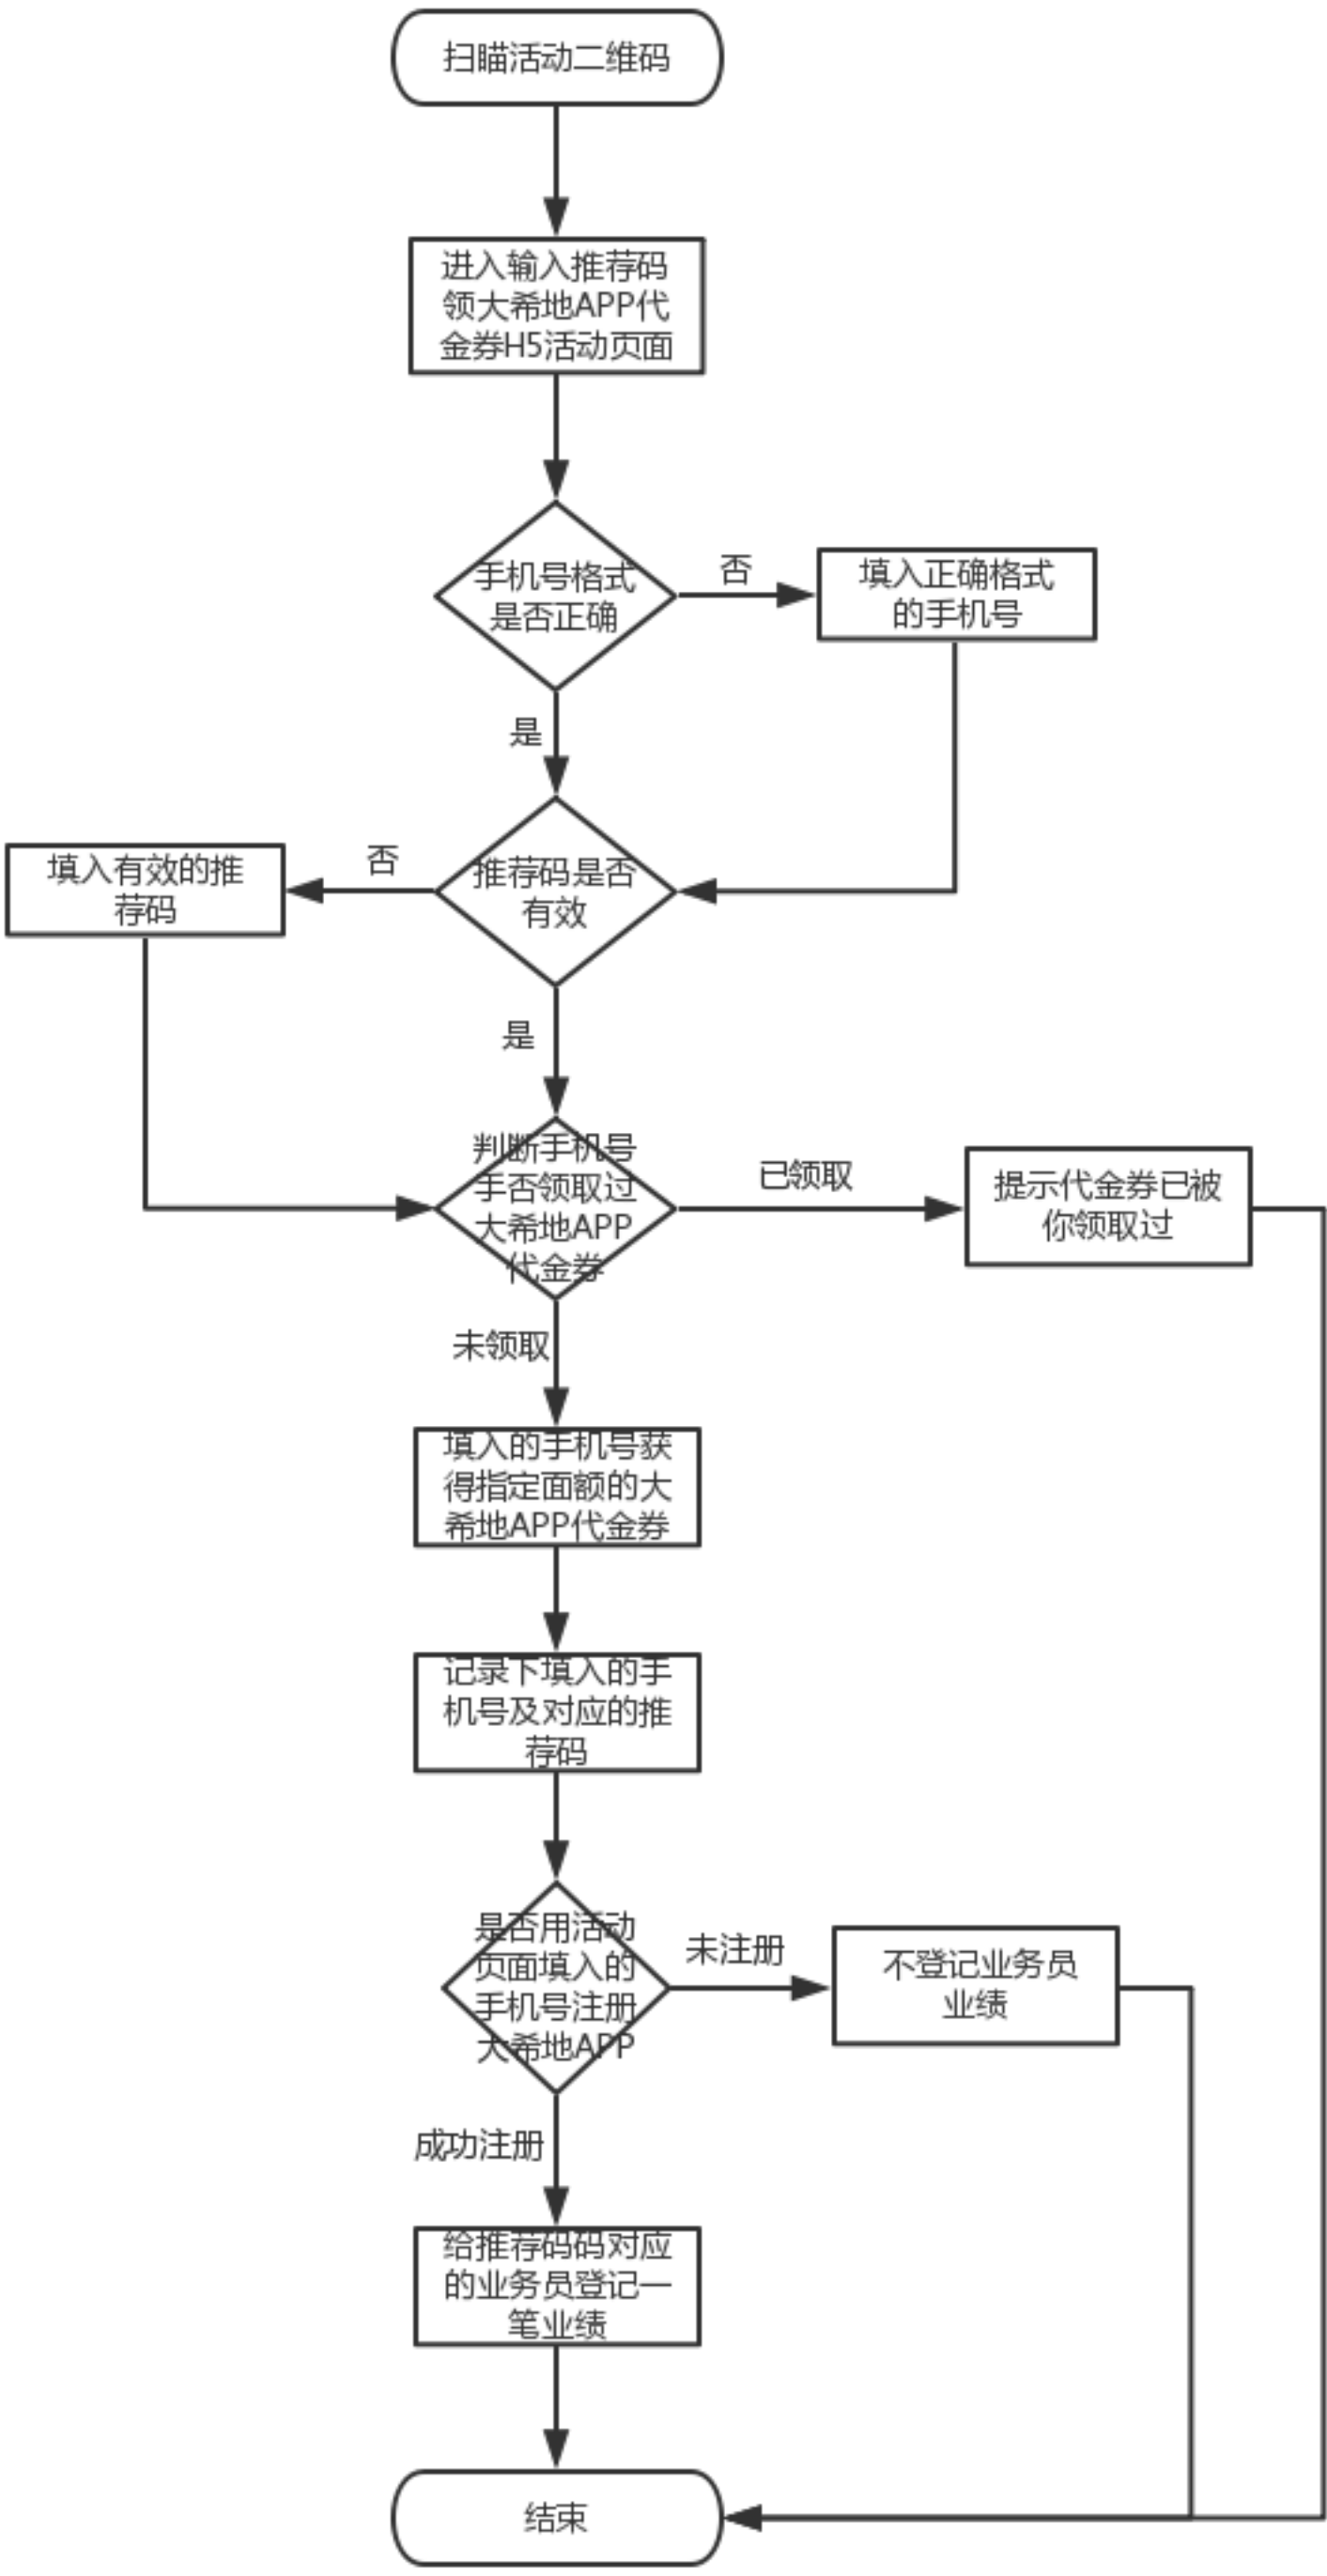 扫瞄活动二维码
进入输入推荐码
领大希地APP代
金券H5活动页面
手机号格式
是否正确
否
填入正确格式
的手机号
是
推荐码是否
有效
否
填入有效的推
荐码
是
判断手机号
手否领取过
大希地APP
代金券
已领取
提示代金券已被
你领取过
未领取
填入的手机号获
得指定面额的大
希地APP代金券
记录下填入的手
机号及对应的推
荐码
是否用活动
页面填入的
手机号注册
大希地APP
未注册
不登记业务员
业绩
成功注册
给推荐码码对应
的业务员登记一
笔业绩
结束